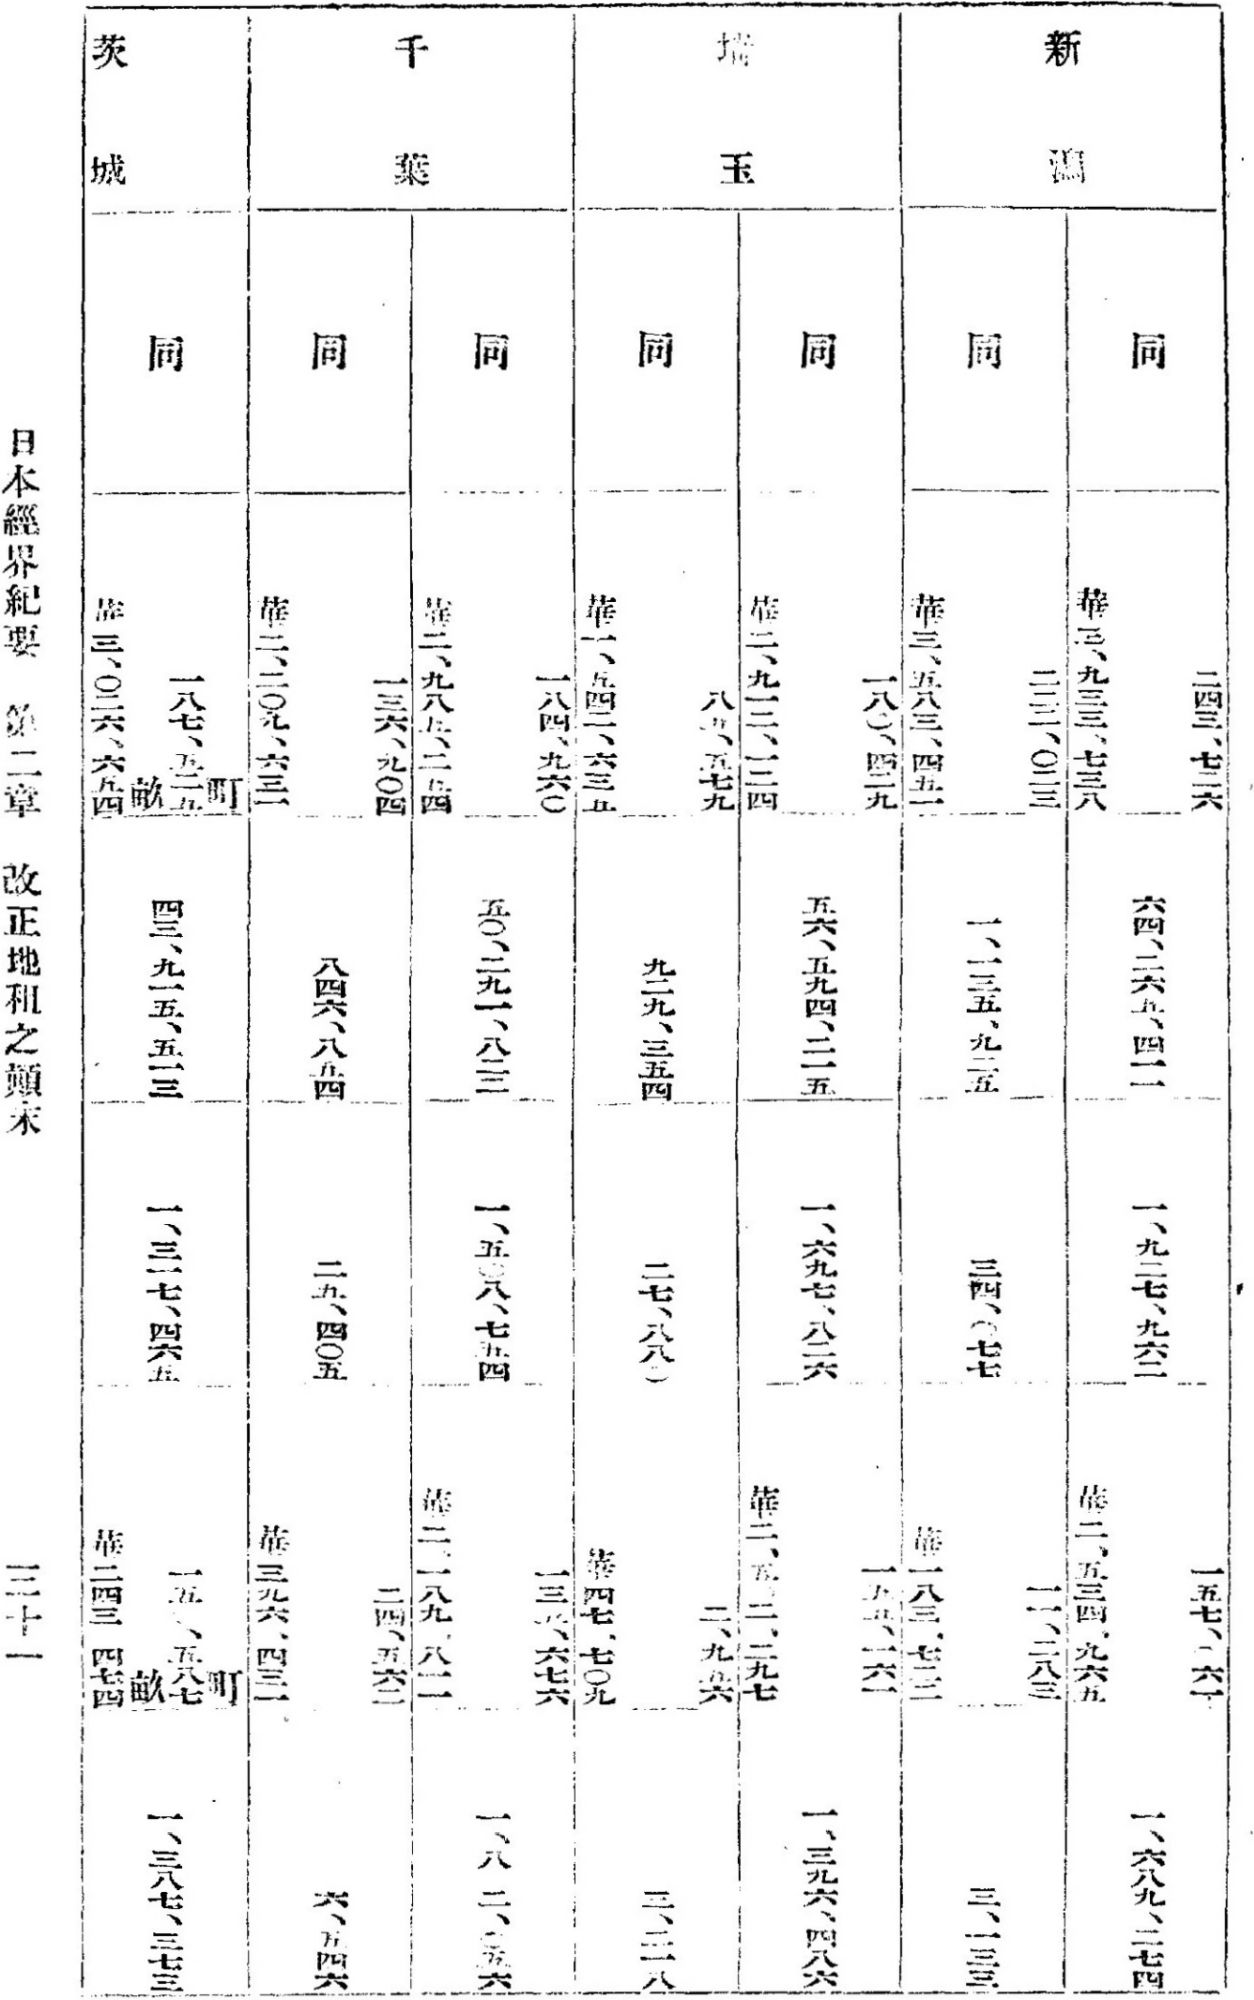 新潟
同
二四三、七二六
華三、九三三、七三八
六四、二六五、四一一
一、九二七、九六二
一五七、〇六一
華二、五三四、九六五
一、六八九、二七四
同
二二二、〇二三
華三、五八三、四五一
一、一三五、九二五
三四、〇七七
一一、二八三
華一八三、七二二
三、一三三
埼玉
同
一八〇、四二九
華二、九一二、一二四
五六、五九四、二一五
一、六九七、八二六
一五五、一六一
華二、五一二、二九七
一、三九六、四八六
同
八五、五七九
華一、五四二、六三五
九二九、三五四
二七、八八〇
二、九五六
華四七、七〇九
三、二一八
千葉
同
一八四、九六〇
華二、九八五、二五四
五〇、二九一、八二二
一、五〇八、七五四
一三五、六七六
華二、一八九、八一一
一、八 二、〇五六
同
一三六、九〇四
華二、二〇九、六三一
八四六、八五四
二九、四〇五
二四、五六二
華三九六、四三一
六、五四六
茨城
同
町
一八七、五二五
畝
華三、〇二六、六五四
四三、九一五、五一三
一、三一七、四六五
町
一五〇、五八七
畝
華二四三 四七四
一、三八七、三七三
日本經界紀要 第二章 改正地租之顛末 三十一